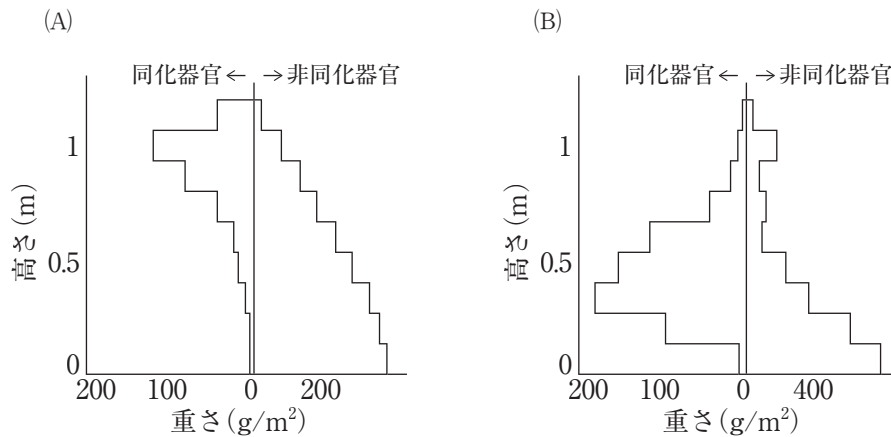 (A)
同化器官← →非同化器官
高さ(m)
1
0.5
0
200 100 0 200
重さ(g/m²)
(B)
同化器官← →非同化器官
高さ(m)
1
0.5
0
200 100 0 400
重さ(g/m²)